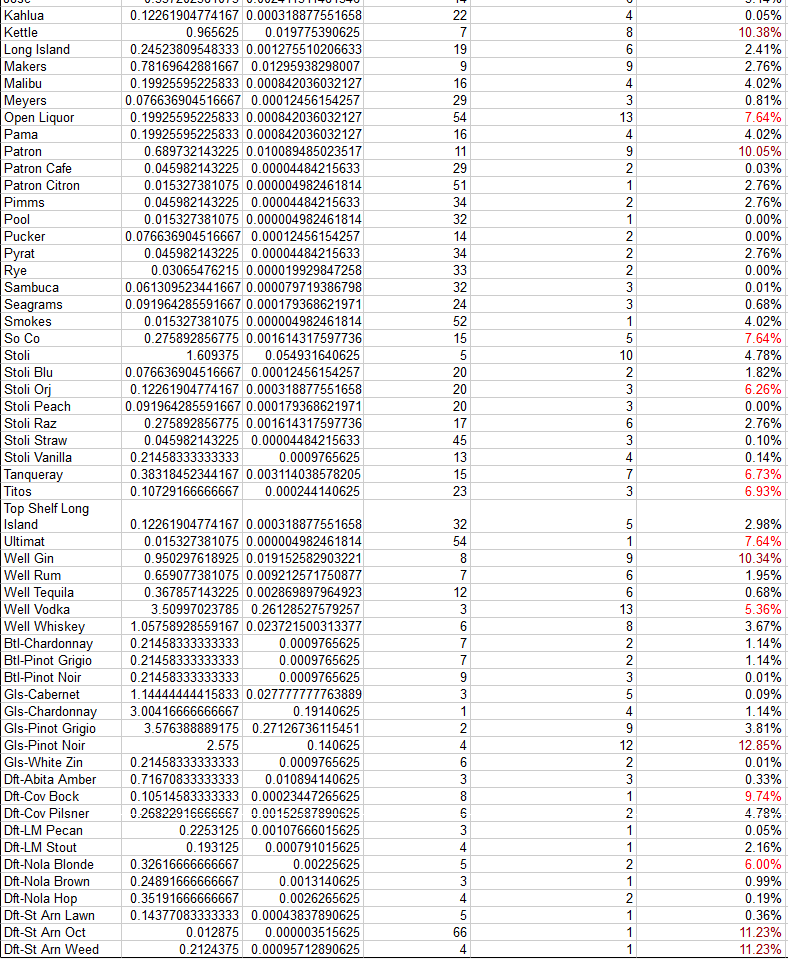 Kahlua 0.12261904774167 0.000318877551658 22 4 0.05%
Kettle 0.965625 0.019775390625 7 8 10.38%
Long Island 0.24523809548333 0.001275510206633 19 6 2.41%
Makers 0.78169642881667 0.01295938298007 9 9 2.76%
Malibu 0.19925595225833 0.000842036032127 16 4 4.02%
Meyers 0.076636904516667 0.00012456154257 29 3 0.81%
Open Liquor 0.19925595225833 0.000842036032127 54 13 7.64%
Pama 0.19925595225833 0.000842036032127 16 4 4.02%
Patron 0.689732143225 0.010089485023517 11 9 10.05%
Patron Cafe 0.045982143225 0.00004484215633 29 2 0.03%
Patron Citron 0.015327381075 0.000004982461814 51 1 2.76%
Pimms 0.045982143225 0.00004484215633 34 2 2.76%
Pool 0.015327381075 0.000004982461814 32 1 0.00%
Pucker 0.076636904516667 0.00012456154257 14 2 0.00%
Pyrat 0.045982143225 0.00004484215633 34 2 2.76%
Rye 0.03065476215 0.000019929847258 33 2 0.00%
Sambuca 0.061309523441667 0.000079719386798 32 3 0.01%
Seagrams 0.091964285591667 0.000179368621971 24 3 0.68%
Smokes 0.015327381075 0.000004982461814 52 1 4.02%
So Co 0.275892856775 0.001614317597736 15 5 7.64%
Stoli 1.609375 0.054931640625 5 10 4.78%
Stoli Blu 0.076636904516667 0.00012456154257 20 2 1.82%
Stoli Orj 0.12261904774167 0.000318877551658 20 3 6.26%
Stoli Peach 0.091964285591667 0.000179368621971 20 3 0.00%
Stoli Raz 0.275892856775 0.001614317597736 17 6 2.76%
Stoli Straw 0.045982143225 0.00004484215633 45 3 0.10%
Stoli Vanilla 0.21458333333333 0.0009765625 13 4 0.14%
Tanqueray 0.38318452344167 0.003114038578205 15 7 6.73%
Titos 0.10729166666667 0.000244140625 23 3 6.93%
Top Shelf Long
Island 0.12261904774167 0.000318877551658 32 5 2.98%
Ultimat 0.015327381075 0.000004982461814 54 1 7.64%
Well Gin 0.950297618925 0.019152582903221 8 9 10.34%
Well Rum 0.659077381075 0.009212571750877 7 6 1.95%
Well Tequila 0.367857143225 0.002869897964923 12 6 0.68%
Well Vodka 3.50997023785 0.26128527579257 3 13 5.36%
Well Whiskey 1.05758928559167 0.023721500313377 6 8 3.67%
Btl-Chardonnay 0.21458333333333 0.0009765625 7 2 1.14%
Btl-Pinot Grigio 0.21458333333333 0.0009765625 7 2 1.14%
Btl-Pinot Noir 0.21458333333333 0.0009765625 9 3 0.01%
Gls-Cabernet 1.14444444415833 0.027777777763889 3 5 0.09%
Gls-Chardonnay 3.00416666666667 0.19140625 1 4 1.14%
Gls-Pinot Grigio 3.576388889175 0.27126736115451 2 9 3.81%
Gls-Pinot Noir 2.575 0.140625 4 12 12.85%
Gls-White Zin 0.21458333333333 0.0009765625 6 2 0.01%
Dft-Abita Amber 0.71670833333333 0.010894140625 3 3 0.33%
Dft-Cov Bock 0.10514583333333 0.00023447265625 8 1 9.74%
Dft-Cov Pilsner 0.26822916666667 0.00152587890625 6 2 4.78%
Dft-LM Pecan 0.2253125 0.00107666015625 3 1 0.05%
Dft-LM Stout 0.193125 0.000791015625 4 1 2.16%
Dft-Nola Blonde 0.32616666666667 0.00225625 5 2 6.00%
Dft-Nola Brown 0.24891666666667 0.0013140625 3 1 0.99%
Dft-Nola Hop 0.35191666666667 0.0026265625 4 2 0.19%
Dft-St Arn Lawn 0.14377083333333 0.00043837890625 5 1 0.36%
Dft-St Arn Oct 0.012875 0.000003515625 66 1 11.23%
Dft-St Arn Weed 0.2124375 0.00095712890625 4 1 11.23%